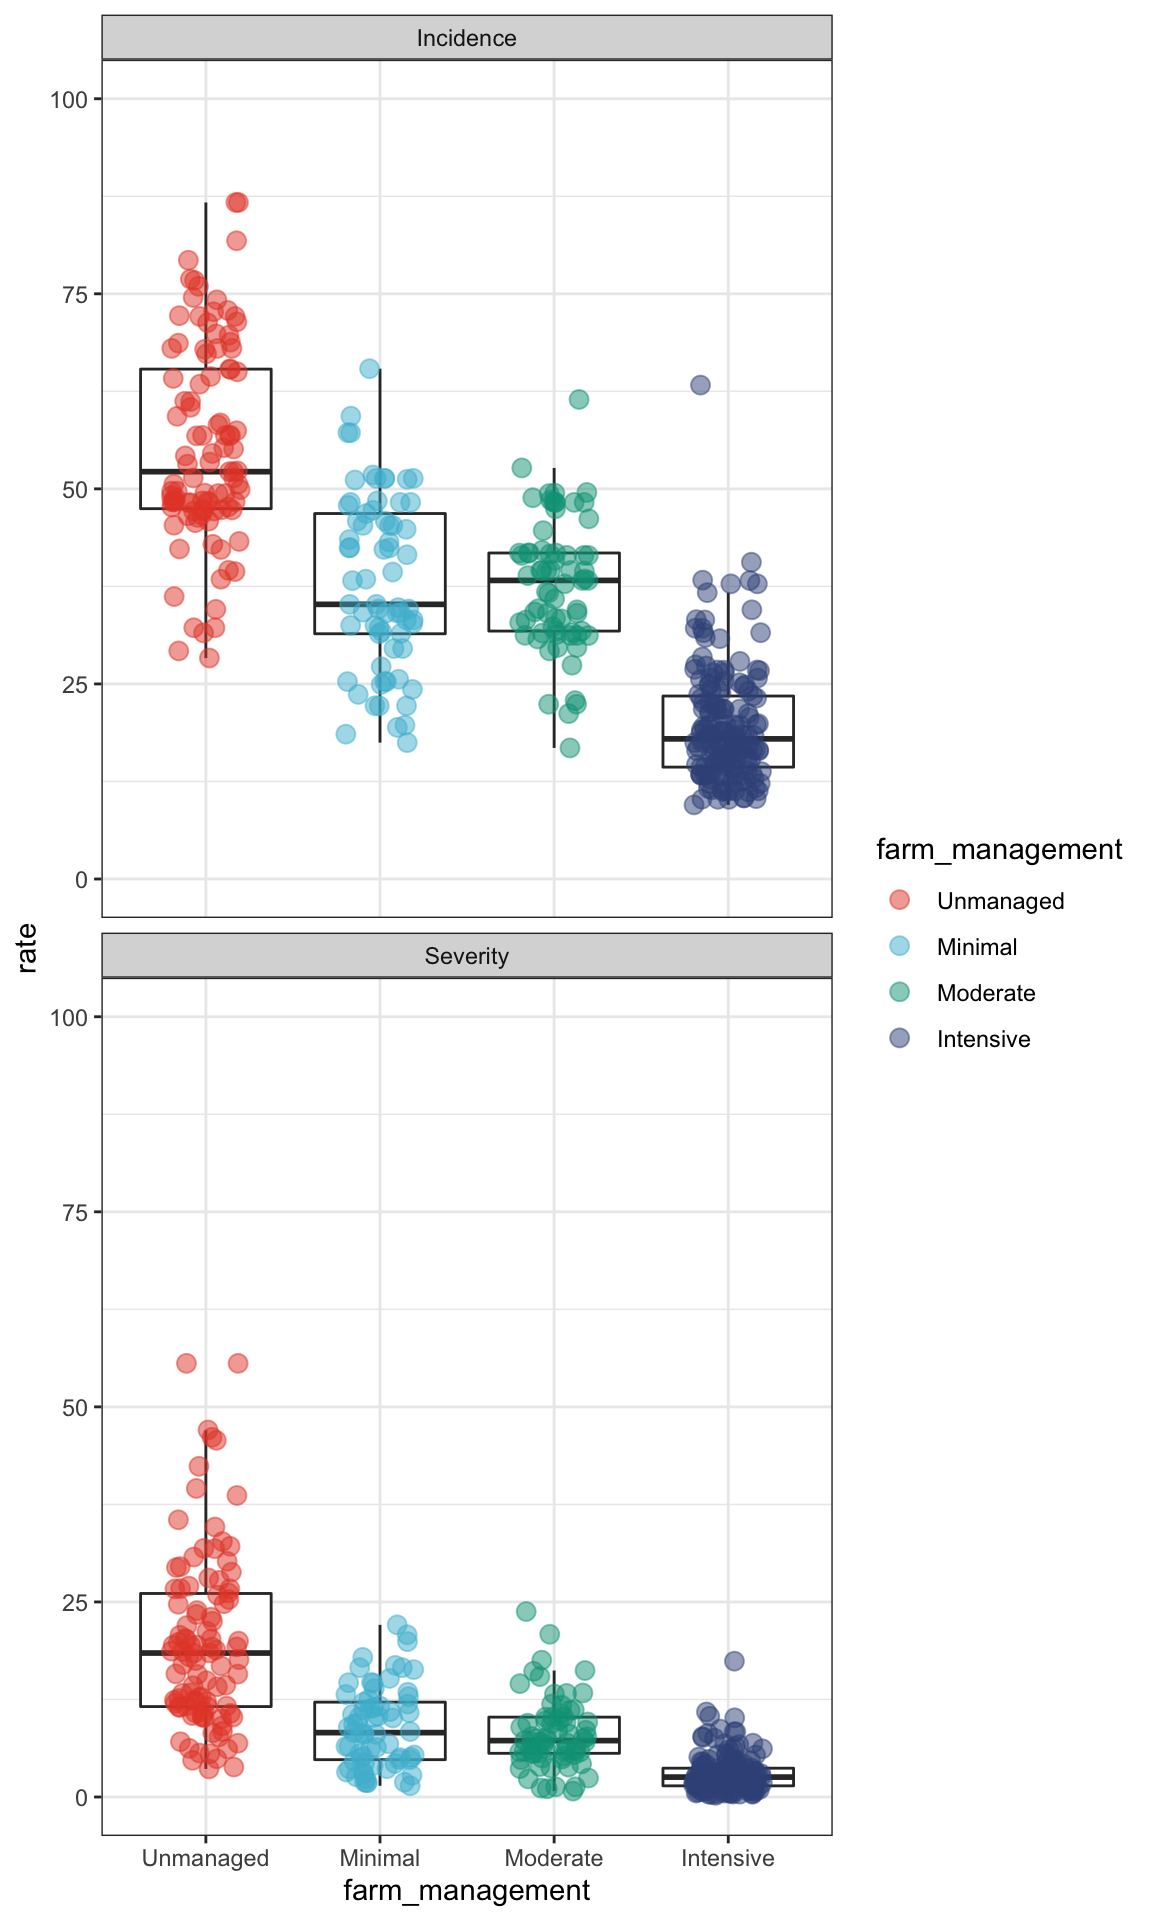 Incidence
100
75
50
25
0
rate
Severity
100
75
50
25
0
Unmanaged Minimal Moderate Intensive
farm_management
farm_management
Unmanaged
Minimal
Moderate
Intensive